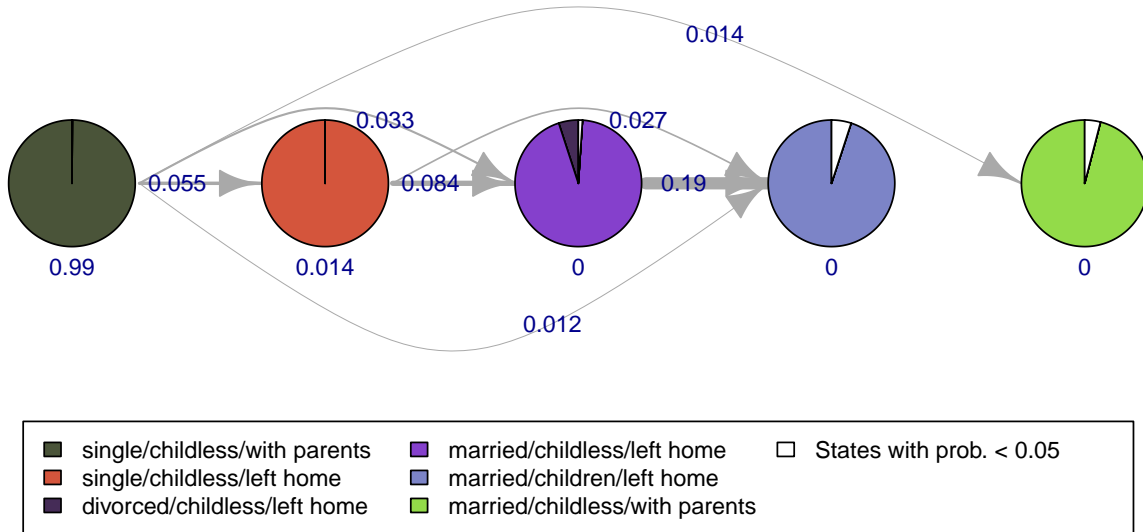 0.014
0.033
0.027
0.055
0.084
0.19
0.99
0.014
0
0
0
0.012
single/childless/with parents
single/childless/left home
divorced/childless/left home
married/childless/left home
married/children/left home
married/childless/with parents
States with prob. < 0.05